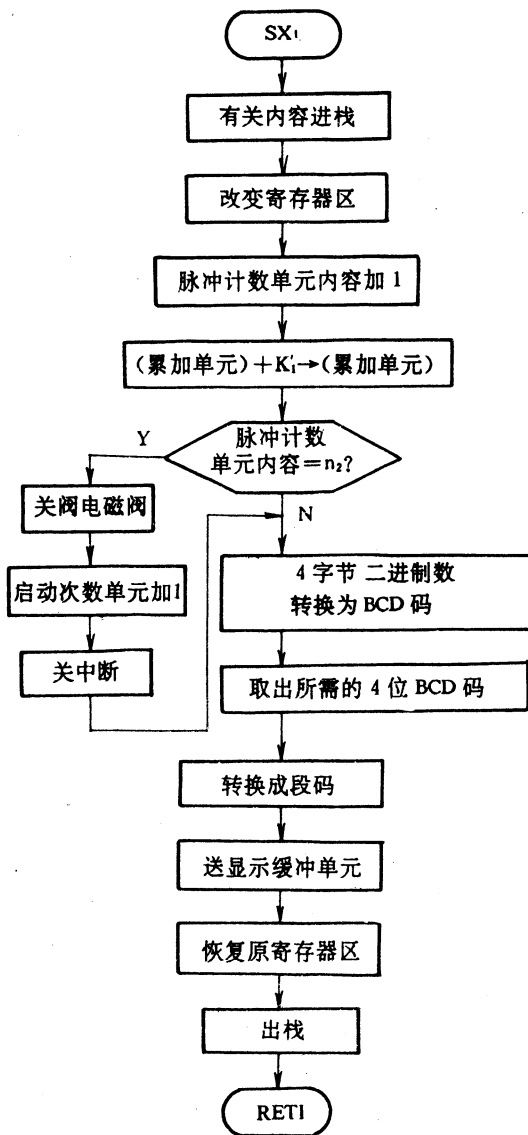 SX₁
有关内容进栈
改变寄存器区
脉冲计数单元内容加1
(累加单元)+K₁′→(累加单元)
脉冲计数
单元内容=n₂?
Y
N
关阀电磁阀
启动次数单元加1
关中断
4字节 二进制数
转换为 BCD 码
取出所需的 4 位 BCD 码
转换成段码
送显示缓冲单元
恢复原寄存器区
出栈
RETI